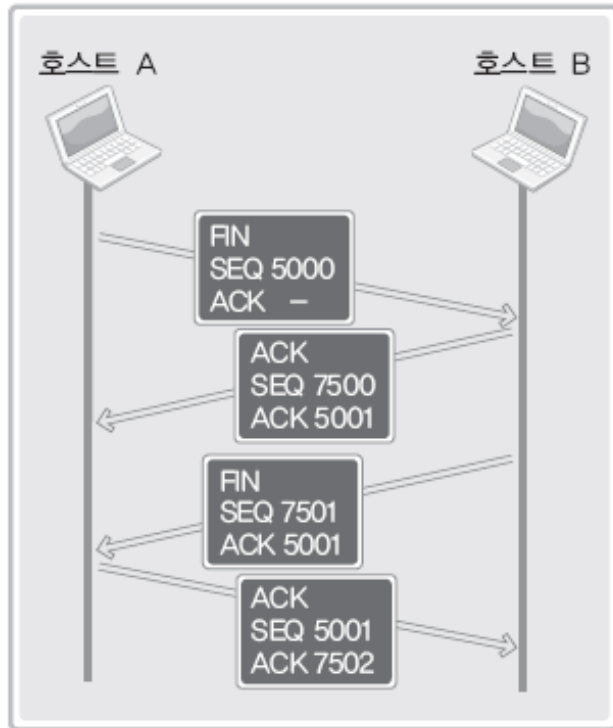 호스트 A
호스트 B
FIN
SEQ 5000
ACK –
ACK
SEQ 7500
ACK 5001
FIN
SEQ 7501
ACK 5001
ACK
SEQ 5001
ACK 7502